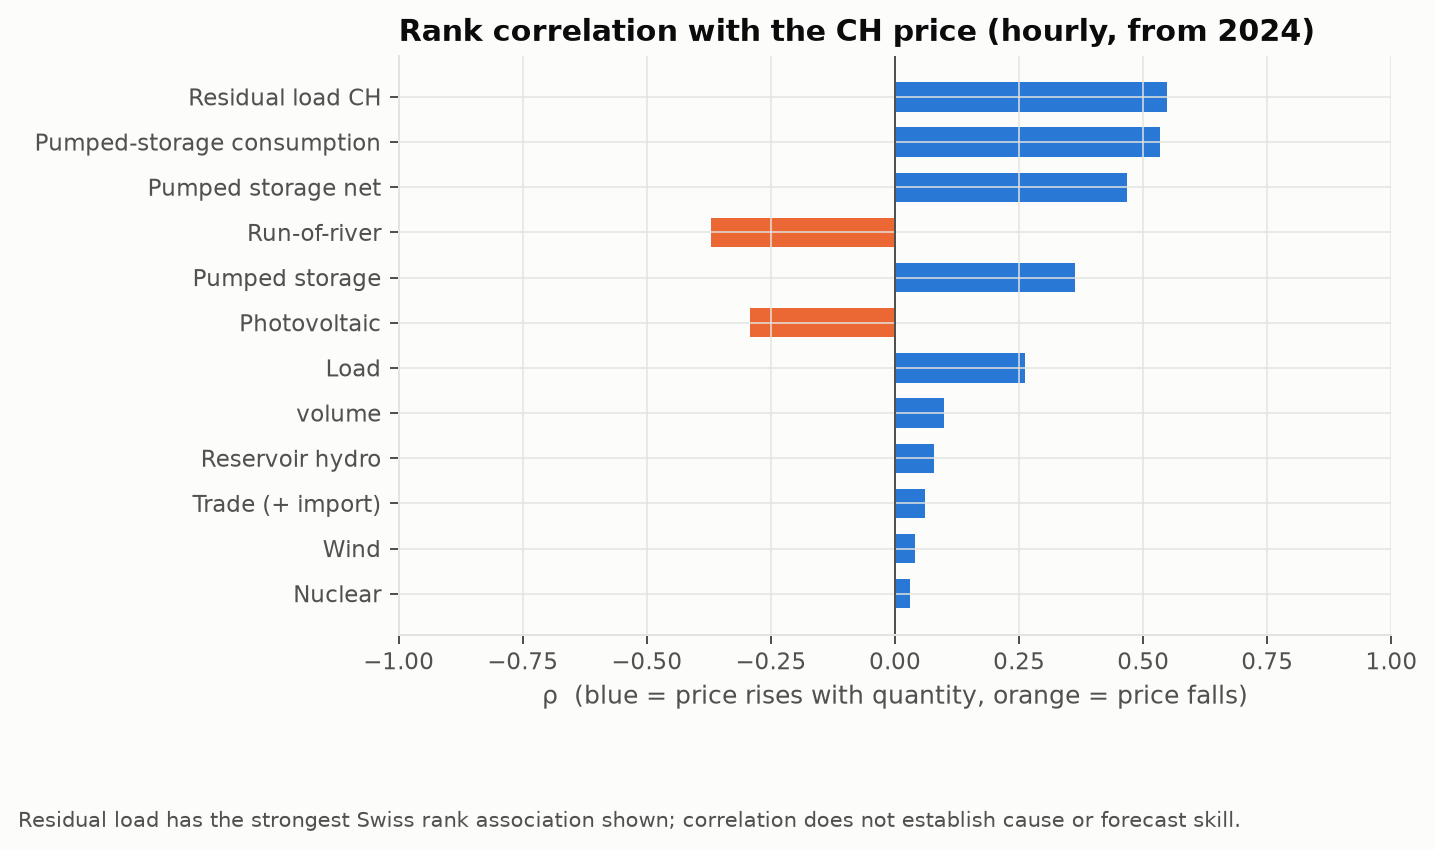 Rank correlation with the CH price (hourly, from 2024)
Residual load CH
Pumped-storage consumption
Pumped storage net
Run-of-river
Pumped storage
Photovoltaic
Load
volume
Reservoir hydro
Trade (+ import)
Wind
Nuclear
−1.00 −0.75 −0.50 −0.25 0.00 0.25 0.50 0.75 1.00
ρ (blue = price rises with quantity, orange = price falls)
Residual load has the strongest Swiss rank association shown; correlation does not establish cause or forecast skill.